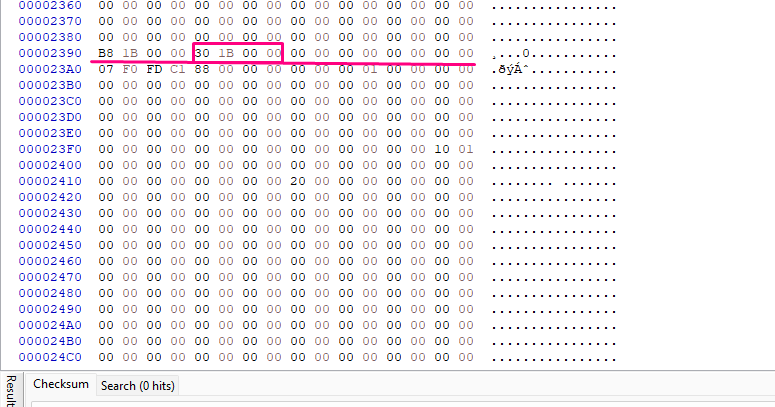 00002360 00 00 00 00 00 00 00 00 00 00 00 00 00 00 00 00 ................
00002370 00 00 00 00 00 00 00 00 00 00 00 00 00 00 00 00 ................
00002380 00 00 00 00 00 00 00 00 00 00 00 00 00 00 00 00 ................
00002390 B8 1B 00 00 30 1B 00 00 00 00 00 00 00 00 00 00 ¸...0...........
000023A0 07 F0 FD C1 88 00 00 00 00 00 00 01 00 00 00 00 .ðýÁˆ...........
000023B0 00 00 00 00 00 00 00 00 00 00 00 00 00 00 00 00 ................
000023C0 00 00 00 00 00 00 00 00 00 00 00 00 00 00 00 00 ................
000023D0 00 00 00 00 00 00 00 00 00 00 00 00 00 00 00 00 ................
000023E0 00 00 00 00 00 00 00 00 00 00 00 00 00 00 00 00 ................
000023F0 00 00 00 00 00 00 00 00 00 00 00 00 00 00 10 01 ................
00002400 00 00 00 00 00 00 00 00 00 00 00 00 00 00 00 00 ................
00002410 00 00 00 00 00 00 00 00 20 00 00 00 00 00 00 00 ........ .......
00002420 00 00 00 00 00 00 00 00 00 00 00 00 00 00 00 00 ................
00002430 00 00 00 00 00 00 00 00 00 00 00 00 00 00 00 00 ................
00002440 00 00 00 00 00 00 00 00 00 00 00 00 00 00 00 00 ................
00002450 00 00 00 00 00 00 00 00 00 00 00 00 00 00 00 00 ................
00002460 00 00 00 00 00 00 00 00 00 00 00 00 00 00 00 00 ................
00002470 00 00 00 00 00 00 00 00 00 00 00 00 00 00 00 00 ................
00002480 00 00 00 00 00 00 00 00 00 00 00 00 00 00 00 00 ................
00002490 00 00 00 00 00 00 00 00 00 00 00 00 00 00 00 00 ................
000024A0 00 00 00 00 00 00 00 00 00 00 00 00 00 00 00 00 ................
000024B0 00 00 00 00 00 00 00 00 00 00 00 00 00 00 00 00 ................
000024C0 00 00 00 00 00 00 00 00 00 00 00 00 00 00 00 00 ................
Result
Checksum Search (0 hits)